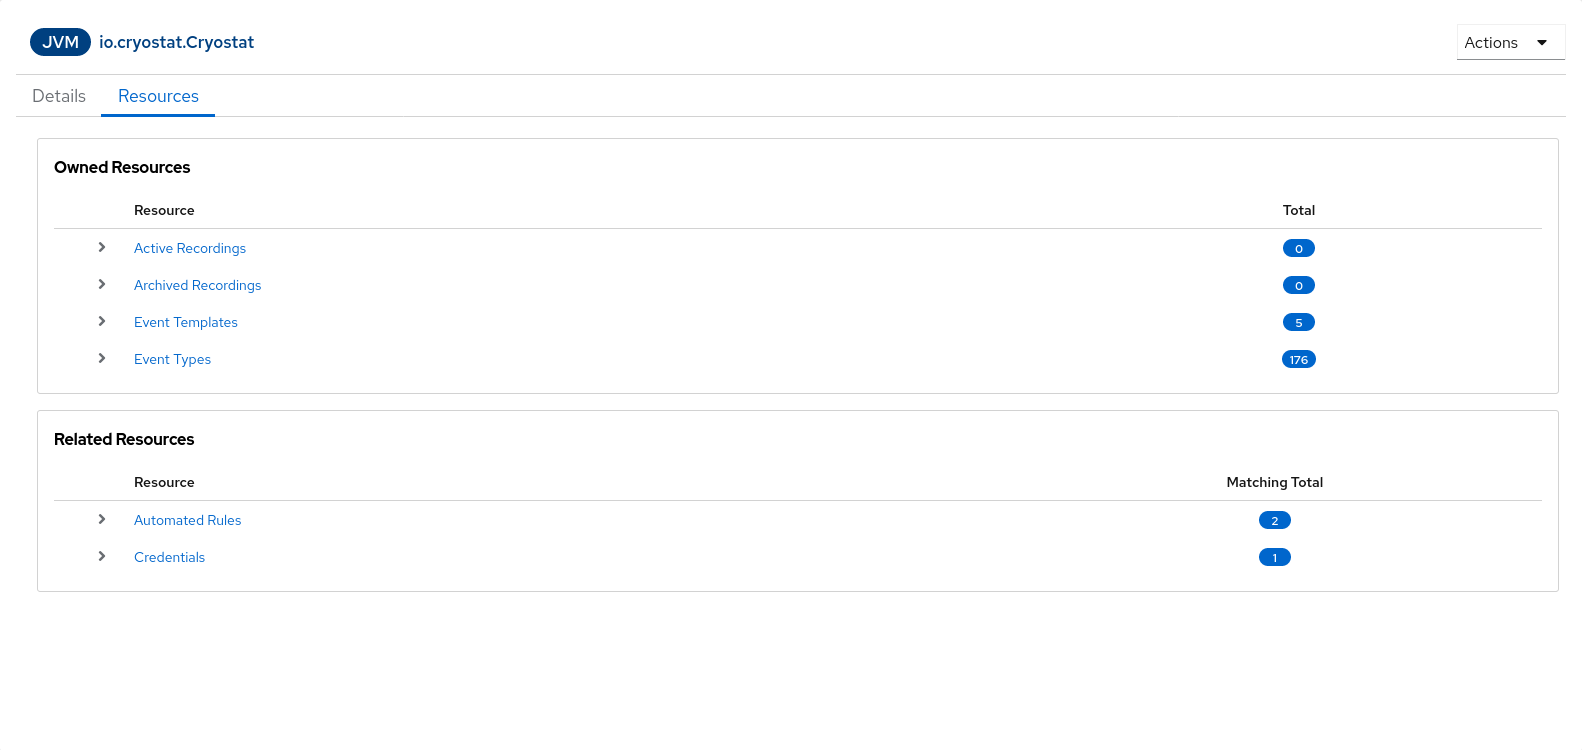 JVM io.cryostat.Cryostat Actions
Details Resources
Owned Resources
Resource Total
Active Recordings 0
Archived Recordings 0
Event Templates 5
Event Types 176
Related Resources
Resource Matching Total
Automated Rules 2
Credentials 1